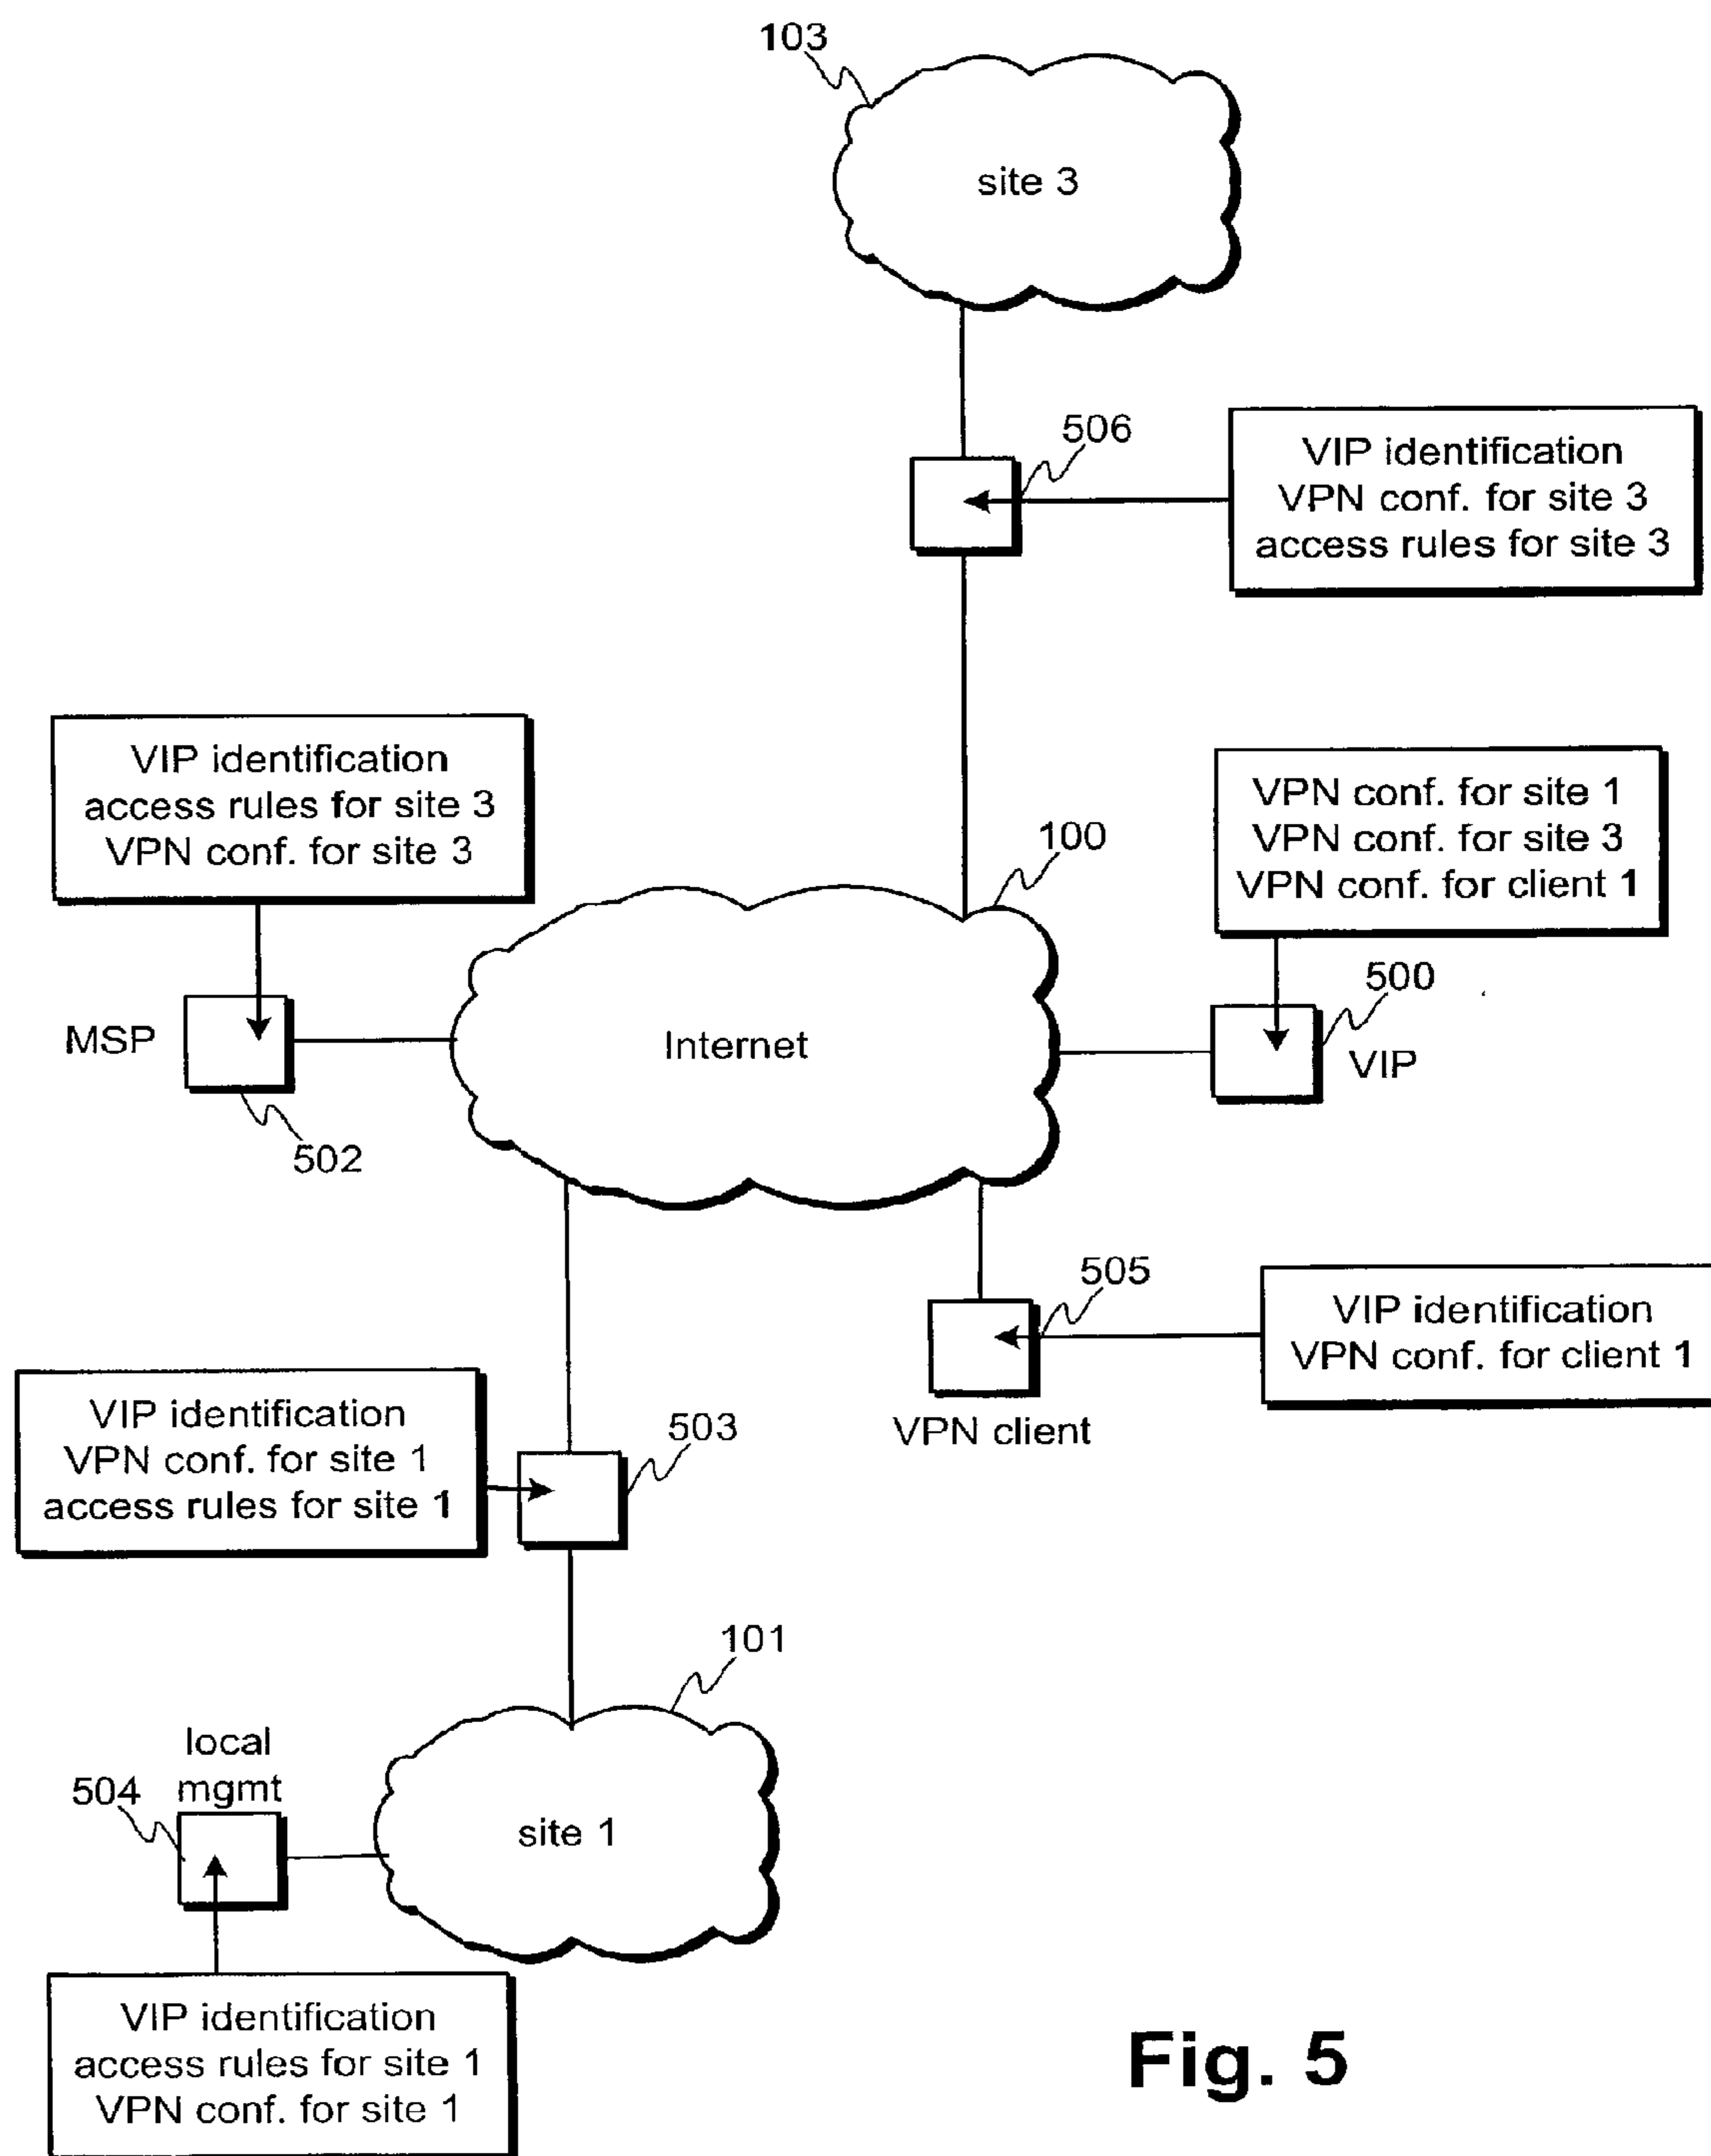 103
site 3
506
VIP identification
VPN conf. for site 3
access rules for site 3
VIP identification
access rules for site 3
VPN conf. for site 3
100
VPN conf. for site 1
VPN conf. for site 3
VPN conf. for client 1
500
MSP
Internet
VIP
502
505
VIP identification
VPN conf. for client 1
VIP identification
VPN conf. for site 1
access rules for site 1
503
VPN client
101
local
mgmt
504
site 1
VIP identification
access rules for site 1
VPN conf. for site 1
Fig. 5